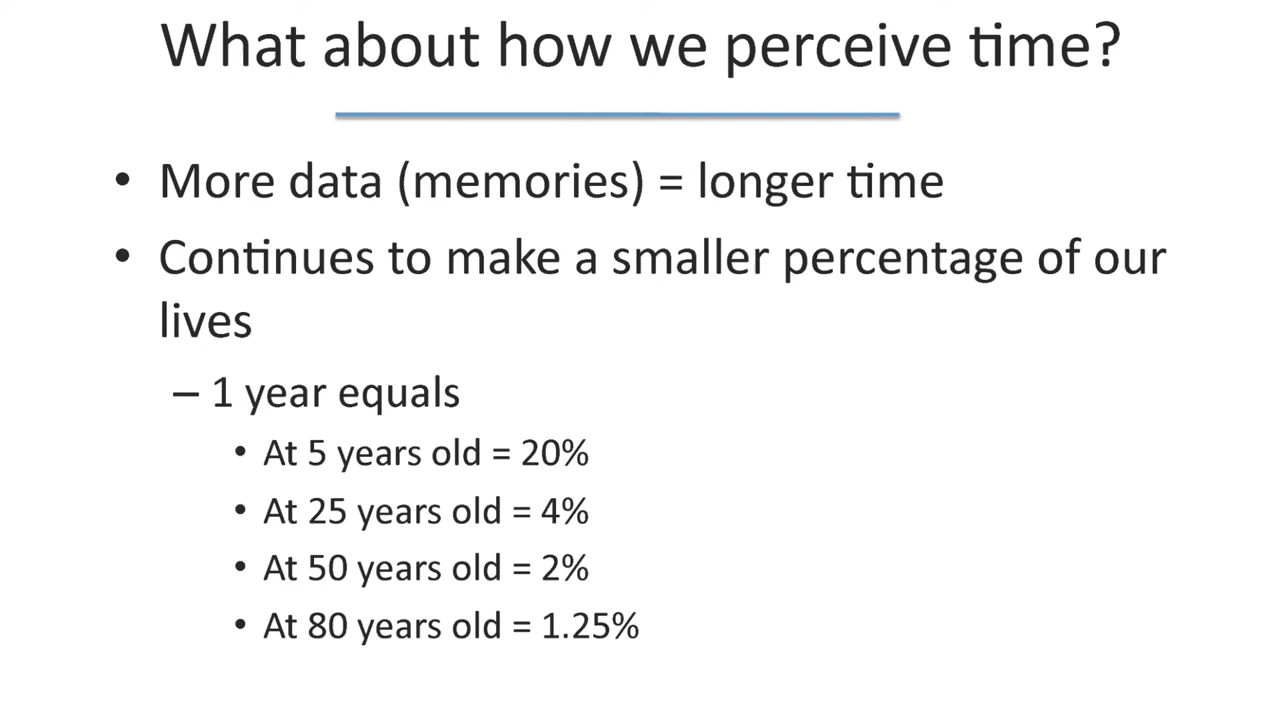 What about how we perceive time?
• More data (memories) = longer time
• Continues to make a smaller percentage of our
lives
– 1 year equals
• At 5 years old = 20%
• At 25 years old = 4%
• At 50 years old = 2%
• At 80 years old = 1.25%